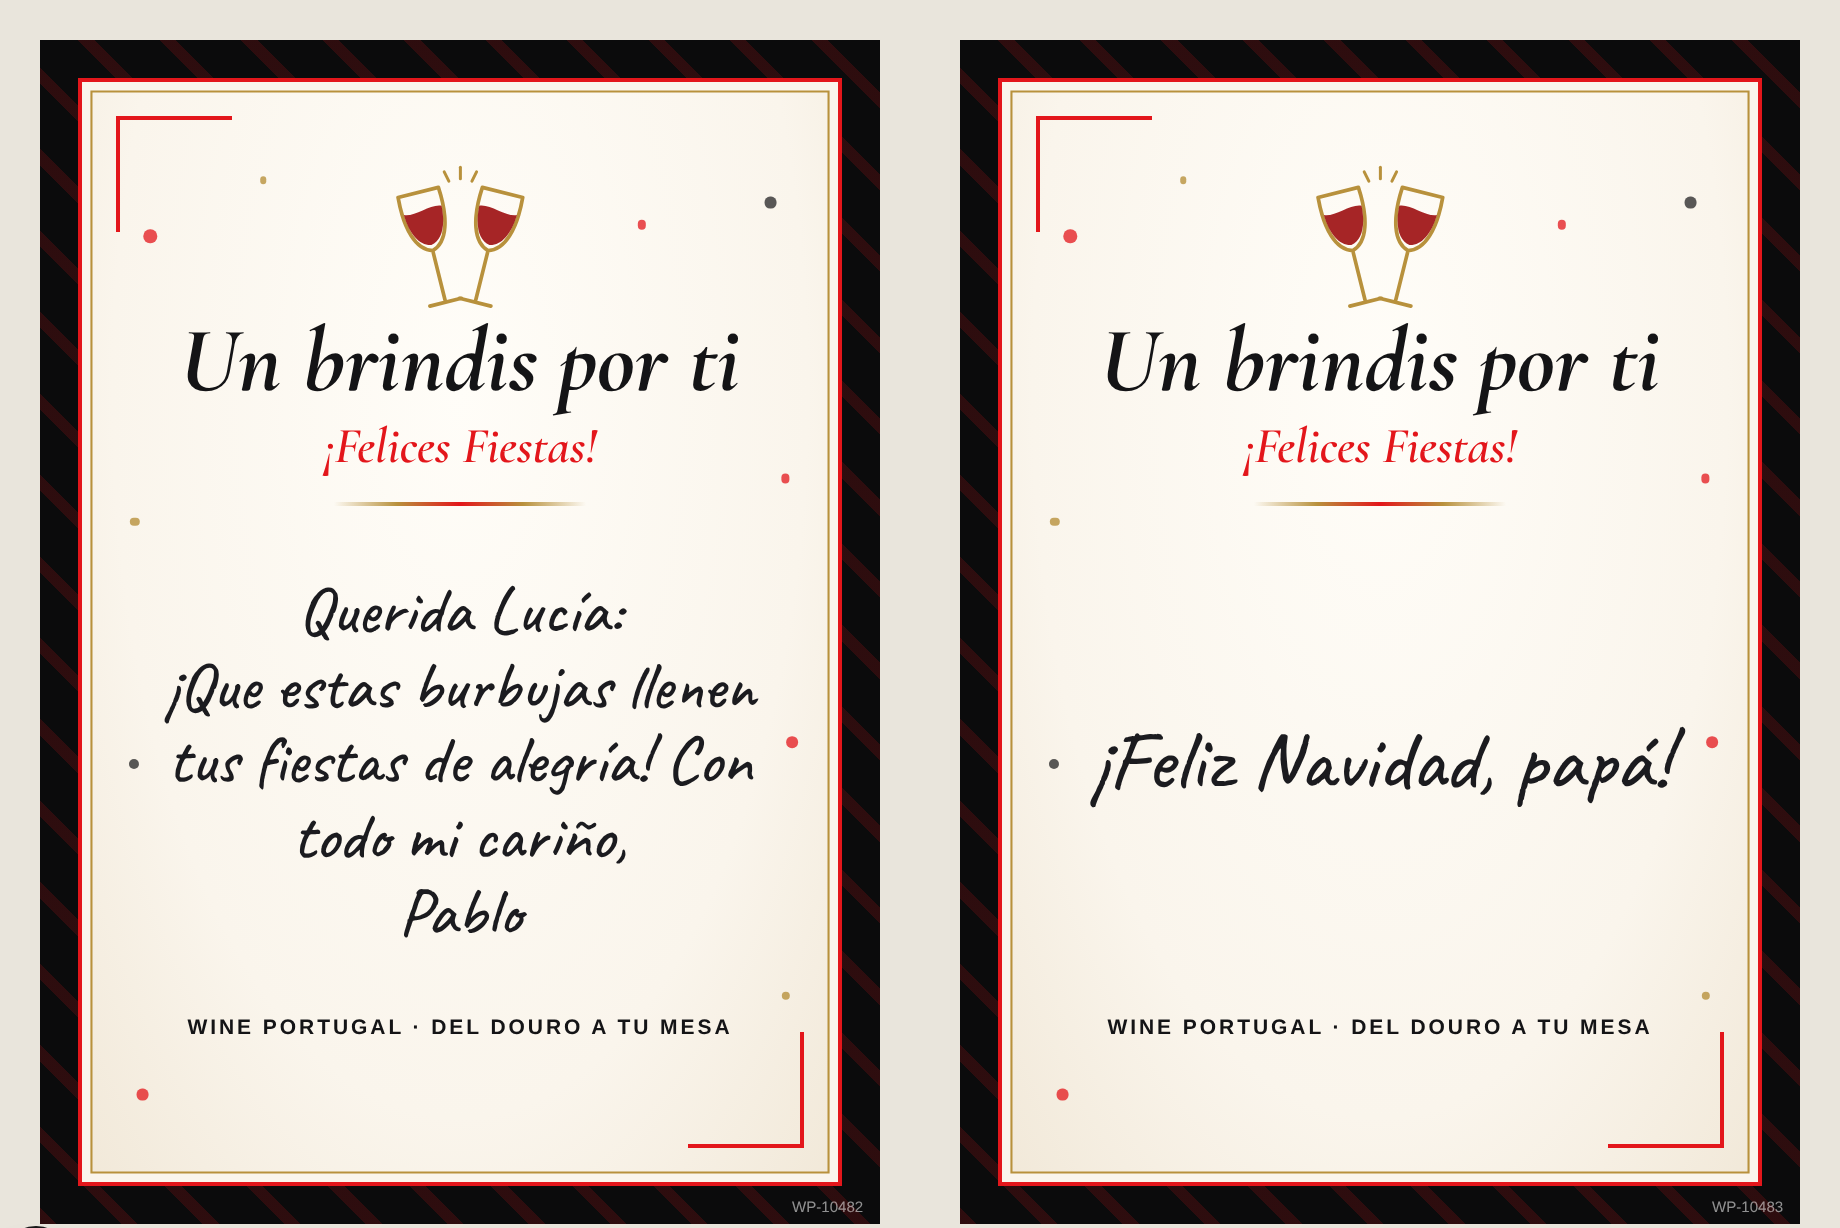 Un brindis por ti
¡Felices Fiestas!
Querida Lucía:
¡Que estas burbujas llenen
tus fiestas de alegría! Con
todo mi cariño,
Pablo
WINE PORTUGAL · DEL DOURO A TU MESA
WP-10482
Un brindis por ti
¡Felices Fiestas!
¡Feliz Navidad, papá!
WINE PORTUGAL · DEL DOURO A TU MESA
WP-10483